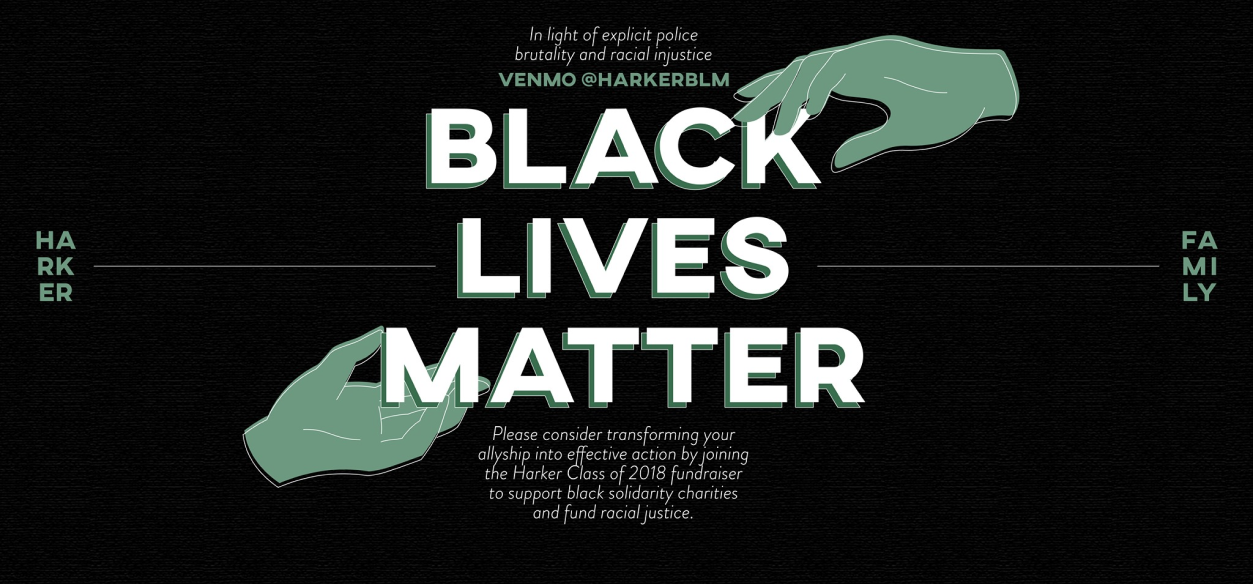 In light of explicit police
brutality and racial injustice
VENMO @HARKERBLM
BLACK
LIVES
MATTER
HA
RK
ER
FA
MI
LY
Please consider transforming your
allyship into effective action by joining
the Harker Class of 2018 fundraiser
to support black solidarity charities
and fund racial justice.